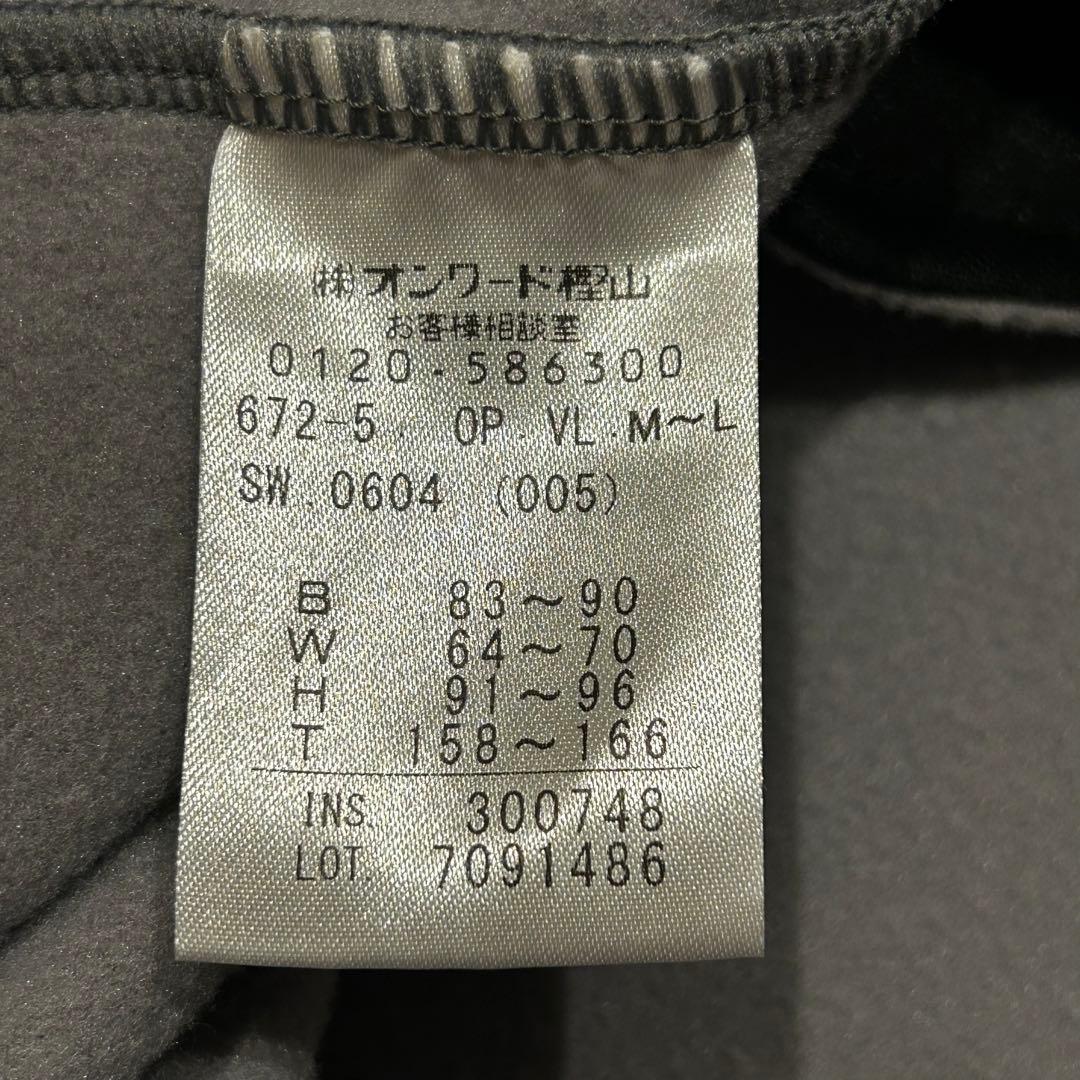 ㈱オンワード樫山
お客様相談室
0120-586300
672-5. OP. VL. M～L
SW. 0604 (005)
B 83～90
W 64～70
H 91～96
T 158～166
INS. 300748
LOT. 7091486